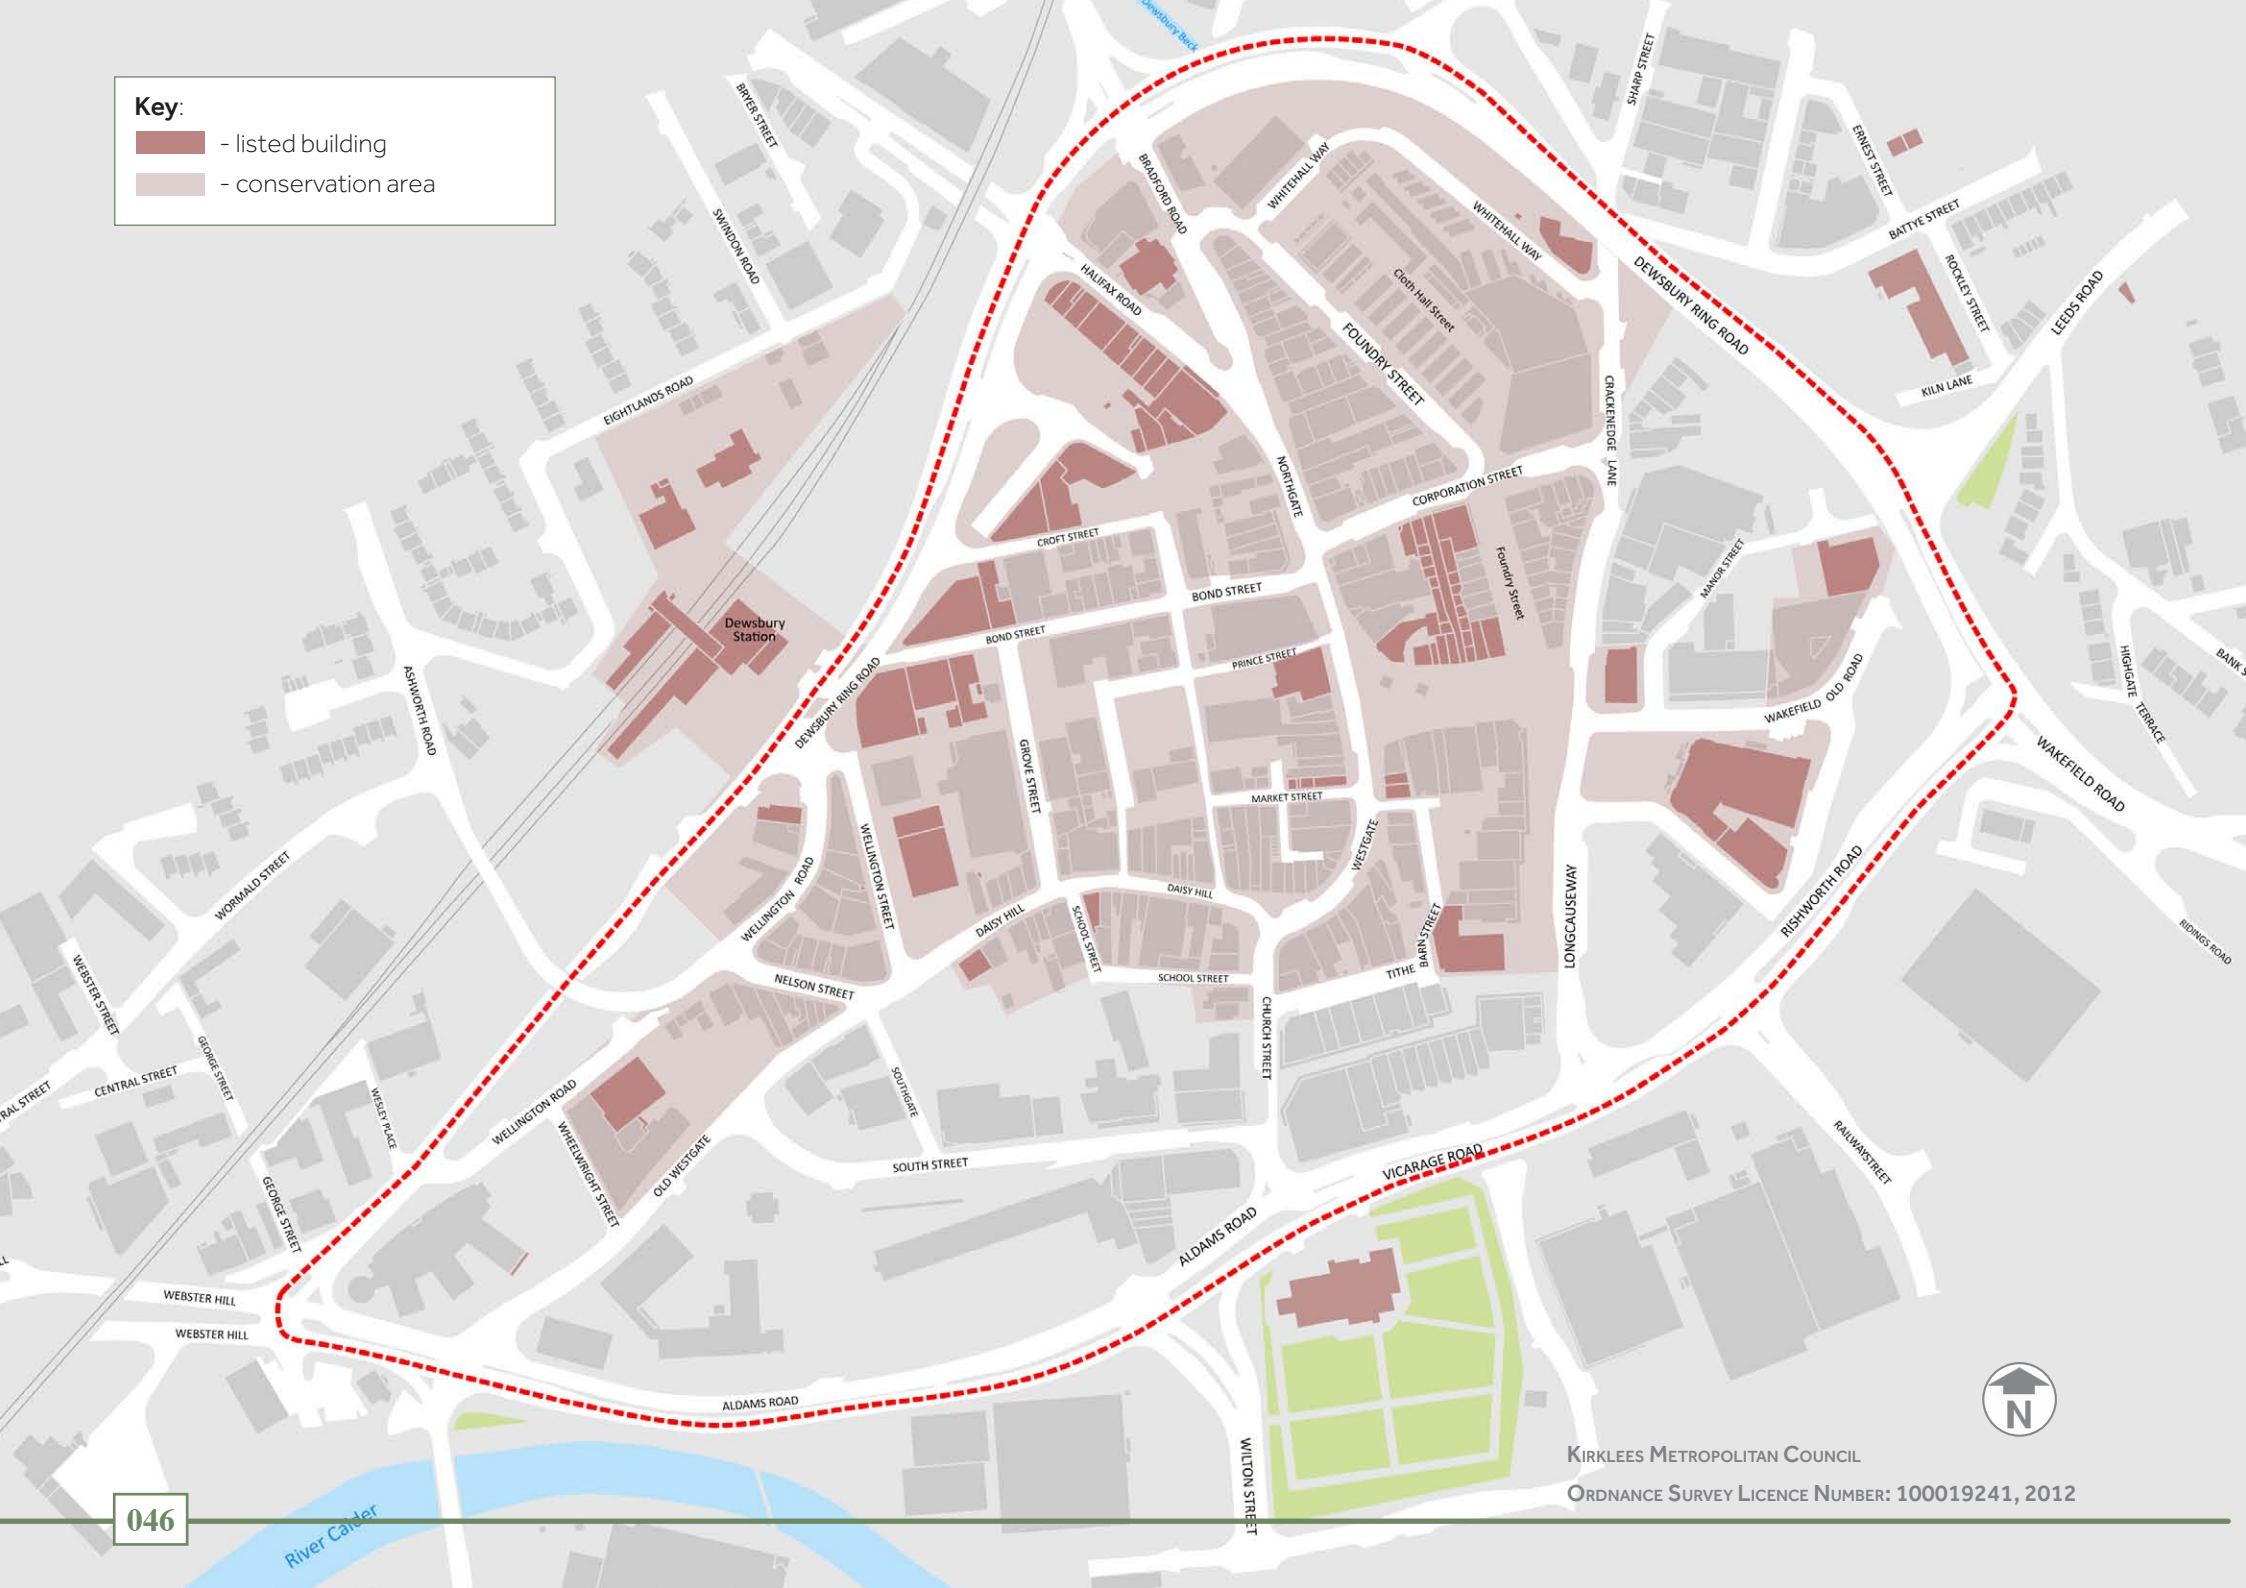 Key:
- listed building
- conservation area
Dewsbury Beck
SHARP STREET
BRYER STREET
ERNEST STREET
BATTYE STREET
SWINDON ROAD
BRADFORD ROAD
WHITEHALL WAY
WHITEHALL WAY
HALIFAX ROAD
Cloth Hall Street
DEWSBURY RING ROAD
ROCKLEY STREET
LEEDS ROAD
KILN LANE
FOUNDRY STREET
EIGHTLANDS ROAD
CRACKENEDGE LANE
NORTHGATE
CORPORATION STREET
CROFT STREET
Foundry Street
MANOR STREET
BOND STREET
BOND STREET
Dewsbury
Station
PRINCE STREET
DEWSBURY RING ROAD
ASHWORTH ROAD
WAKEFIELD OLD ROAD
HIGHGATE TERRACE
BANK S
GROVE STREET
MARKET STREET
WAKEFIELD ROAD
WESTGATE
WORMALD STREET
WELLINGTON ROAD
WELLINGTON STREET
DAISY HILL
DAISY HILL
SCHOOL STREET
SCHOOL STREET
TITHE BARN STREET
LONGCAUSEWAY
RISHWORTH ROAD
RIDINGS ROAD
WEBSTER STREET
NELSON STREET
CHURCH STREET
GEORGE STREET
CENTRAL STREET
RAL STREET
WESLEY PLACE
WELLINGTON ROAD
SOUTHGATE
WHEELWRIGHT STREET
OLD WESTGATE
SOUTH STREET
VICARAGE ROAD
RAILWAYSTREET
GEORGE STREET
ALDAMS ROAD
LL
WEBSTER HILL
WEBSTER HILL
ALDAMS ROAD
WILTON STREET
River Calder
N
KIRKLEES METROPOLITAN COUNCIL
ORDNANCE SURVEY LICENCE NUMBER: 100019241, 2012
046